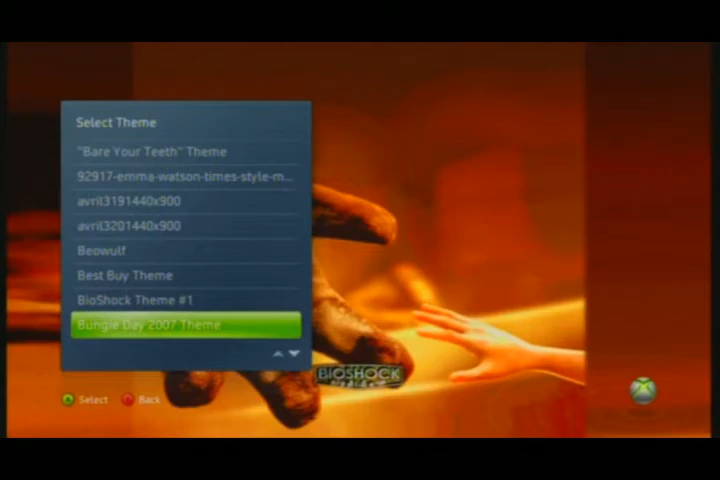 Select Theme
"Bare Your Teeth" Theme
92917-emma-watson-times-style-m...
avril3191440x900
avril3201440x900
Beowulf
Best Buy Theme
BioShock Theme #1
Bungie Day 2007 Theme
BIOSHOCK
A Select B Back